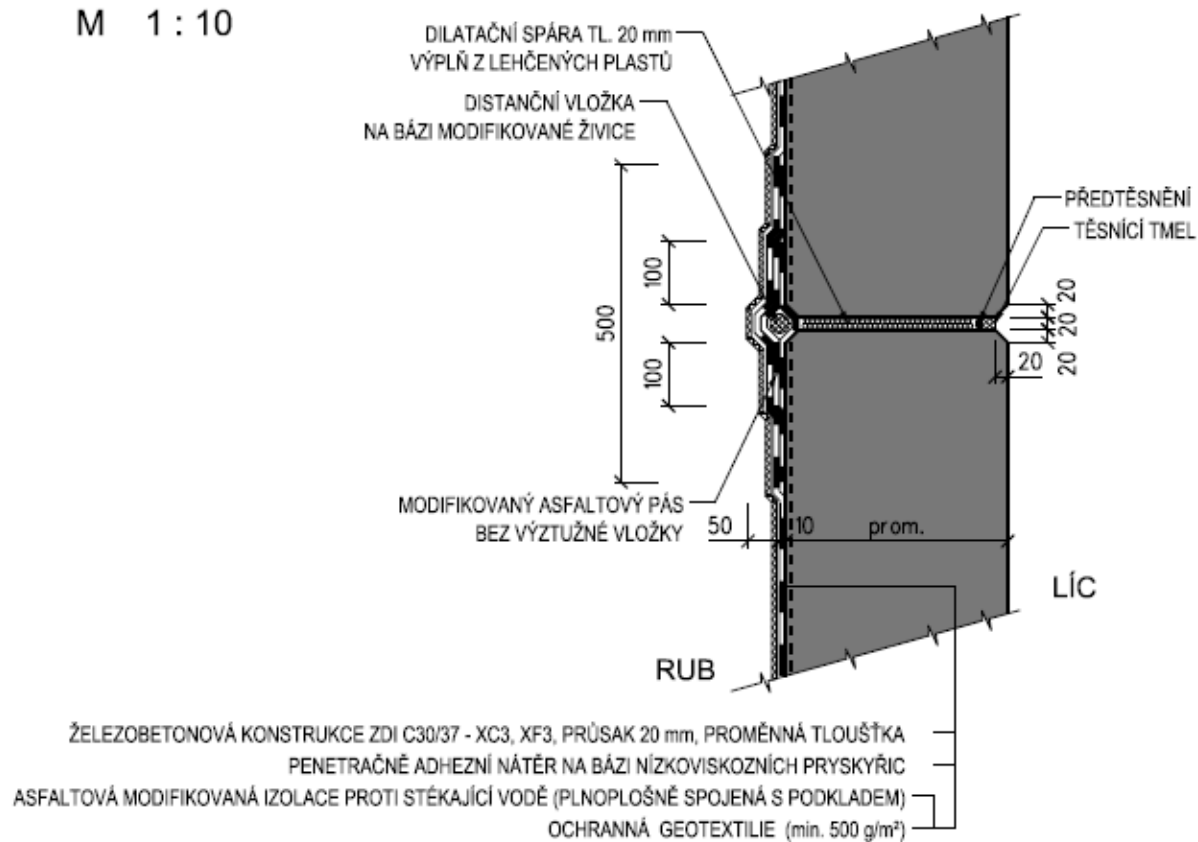 M 1 : 10
DILATAČNÍ SPÁRA TL. 20 mm
VÝPLŇ Z LEHČENÝCH PLASTŮ
DISTANČNÍ VLOŽKA
NA BÁZI MODIFIKOVANÉ ŽIVICE
PŘEDTĚSNĚNÍ
TĚSNÍCÍ TMEL
500
100
100
20
20
20
20
MODIFIKOVANÝ ASFALTOVÝ PÁS
BEZ VÝZTUŽNÉ VLOŽKY
50
10
prom.
LÍC
RUB
ŽELEZOBETONOVÁ KONSTRUKCE ZDI C30/37 - XC3, XF3, PRŮSAK 20 mm, PROMĚNNÁ TLOUŠŤKA
PENETRAČNĚ ADHEZNÍ NÁTĚR NA BÁZI NÍZKOVISKOZNÍCH PRYSKYŘIC
ASFALTOVÁ MODIFIKOVANÁ IZOLACE PROTI STÉKAJÍCÍ VODĚ (PLNOPLOŠNĚ SPOJENÁ S PODKLADEM)
OCHRANNÁ GEOTEXTILIE (min. 500 g/m²)